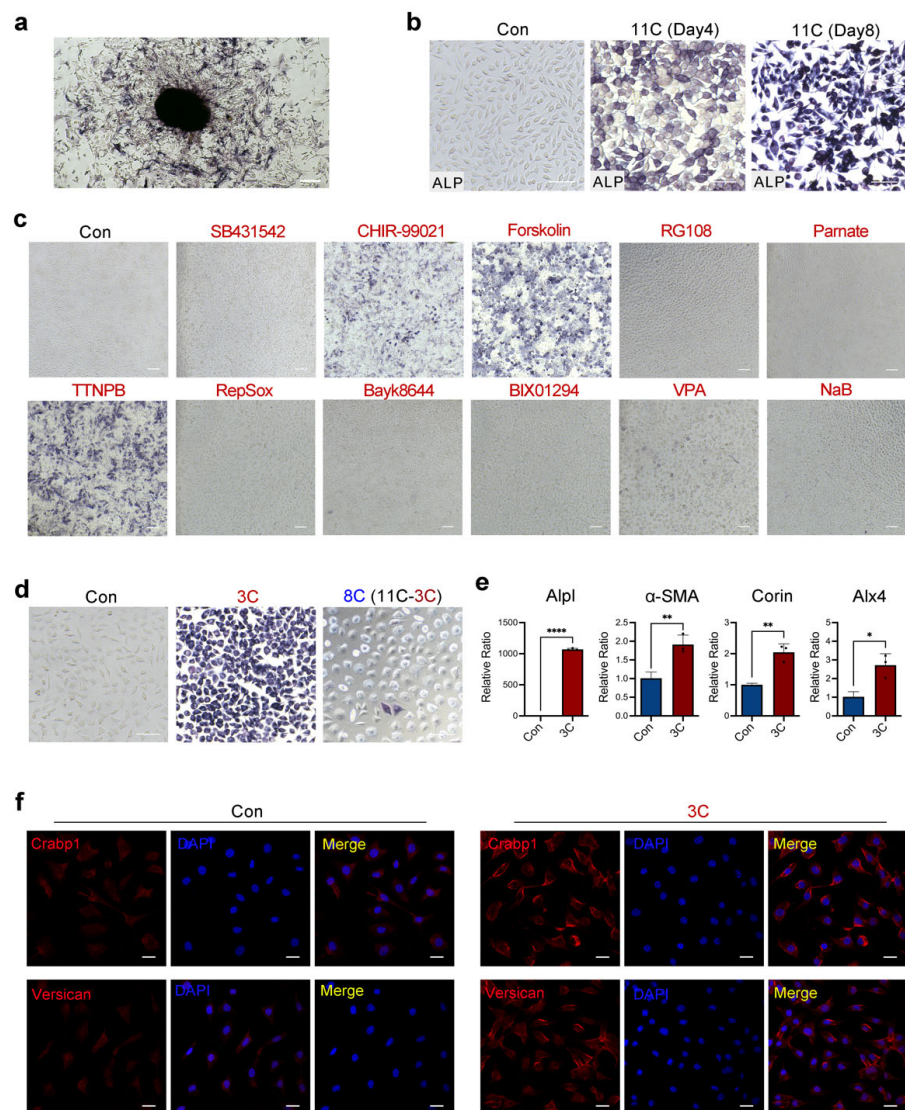 a
b
Con 11C (Day4) 11C (Day8)
ALP ALP ALP
c
Con SB431542 CHIR-99021 Forskolin RG108 Parnate
TTNPB RepSox Bayk8644 BIX01294 VPA NaB
d
Con 3C 8C (11C-3C)
e
Alpl α-SMA Corin Alx4
Relative Ratio
1500
1000
500
0
****
Con 3C
Relative Ratio
2.5
2.0
1.5
1.0
0.5
0.0
**
Con 3C
Relative Ratio
3
2
1
0
**
Con 3C
Relative Ratio
4
3
2
1
0
*
Con 3C
f
Con 3C
Crabp1 DAPI Merge Crabp1 DAPI Merge
Versican DAPI Merge Versican DAPI Merge